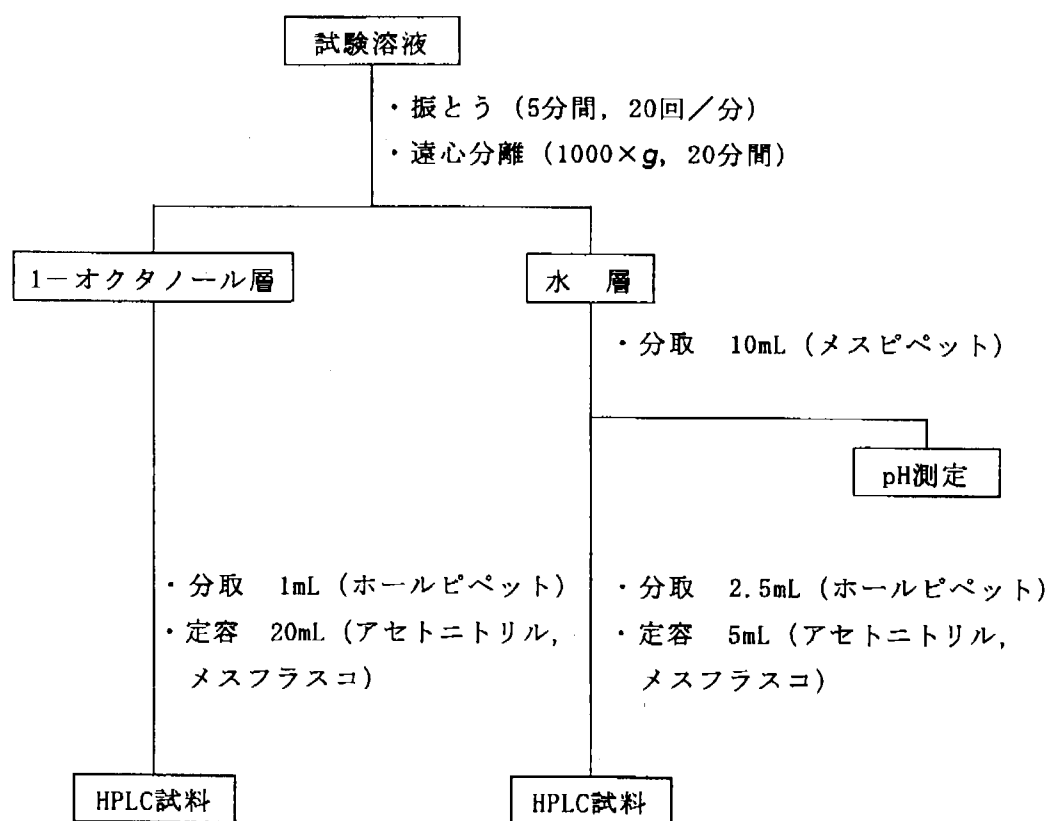 試験溶液
・振とう (5分間, 20回／分)
・遠心分離 (1000×g, 20分間)
1－オクタノール層
水　層
・分取　10mL (メスピペット)
pH測定
・分取　1mL (ホールピペット)
・定容　20mL (アセトニトリル,
メスフラスコ)
・分取　2.5mL (ホールピペット)
・定容　5mL (アセトニトリル,
メスフラスコ)
HPLC試料
HPLC試料